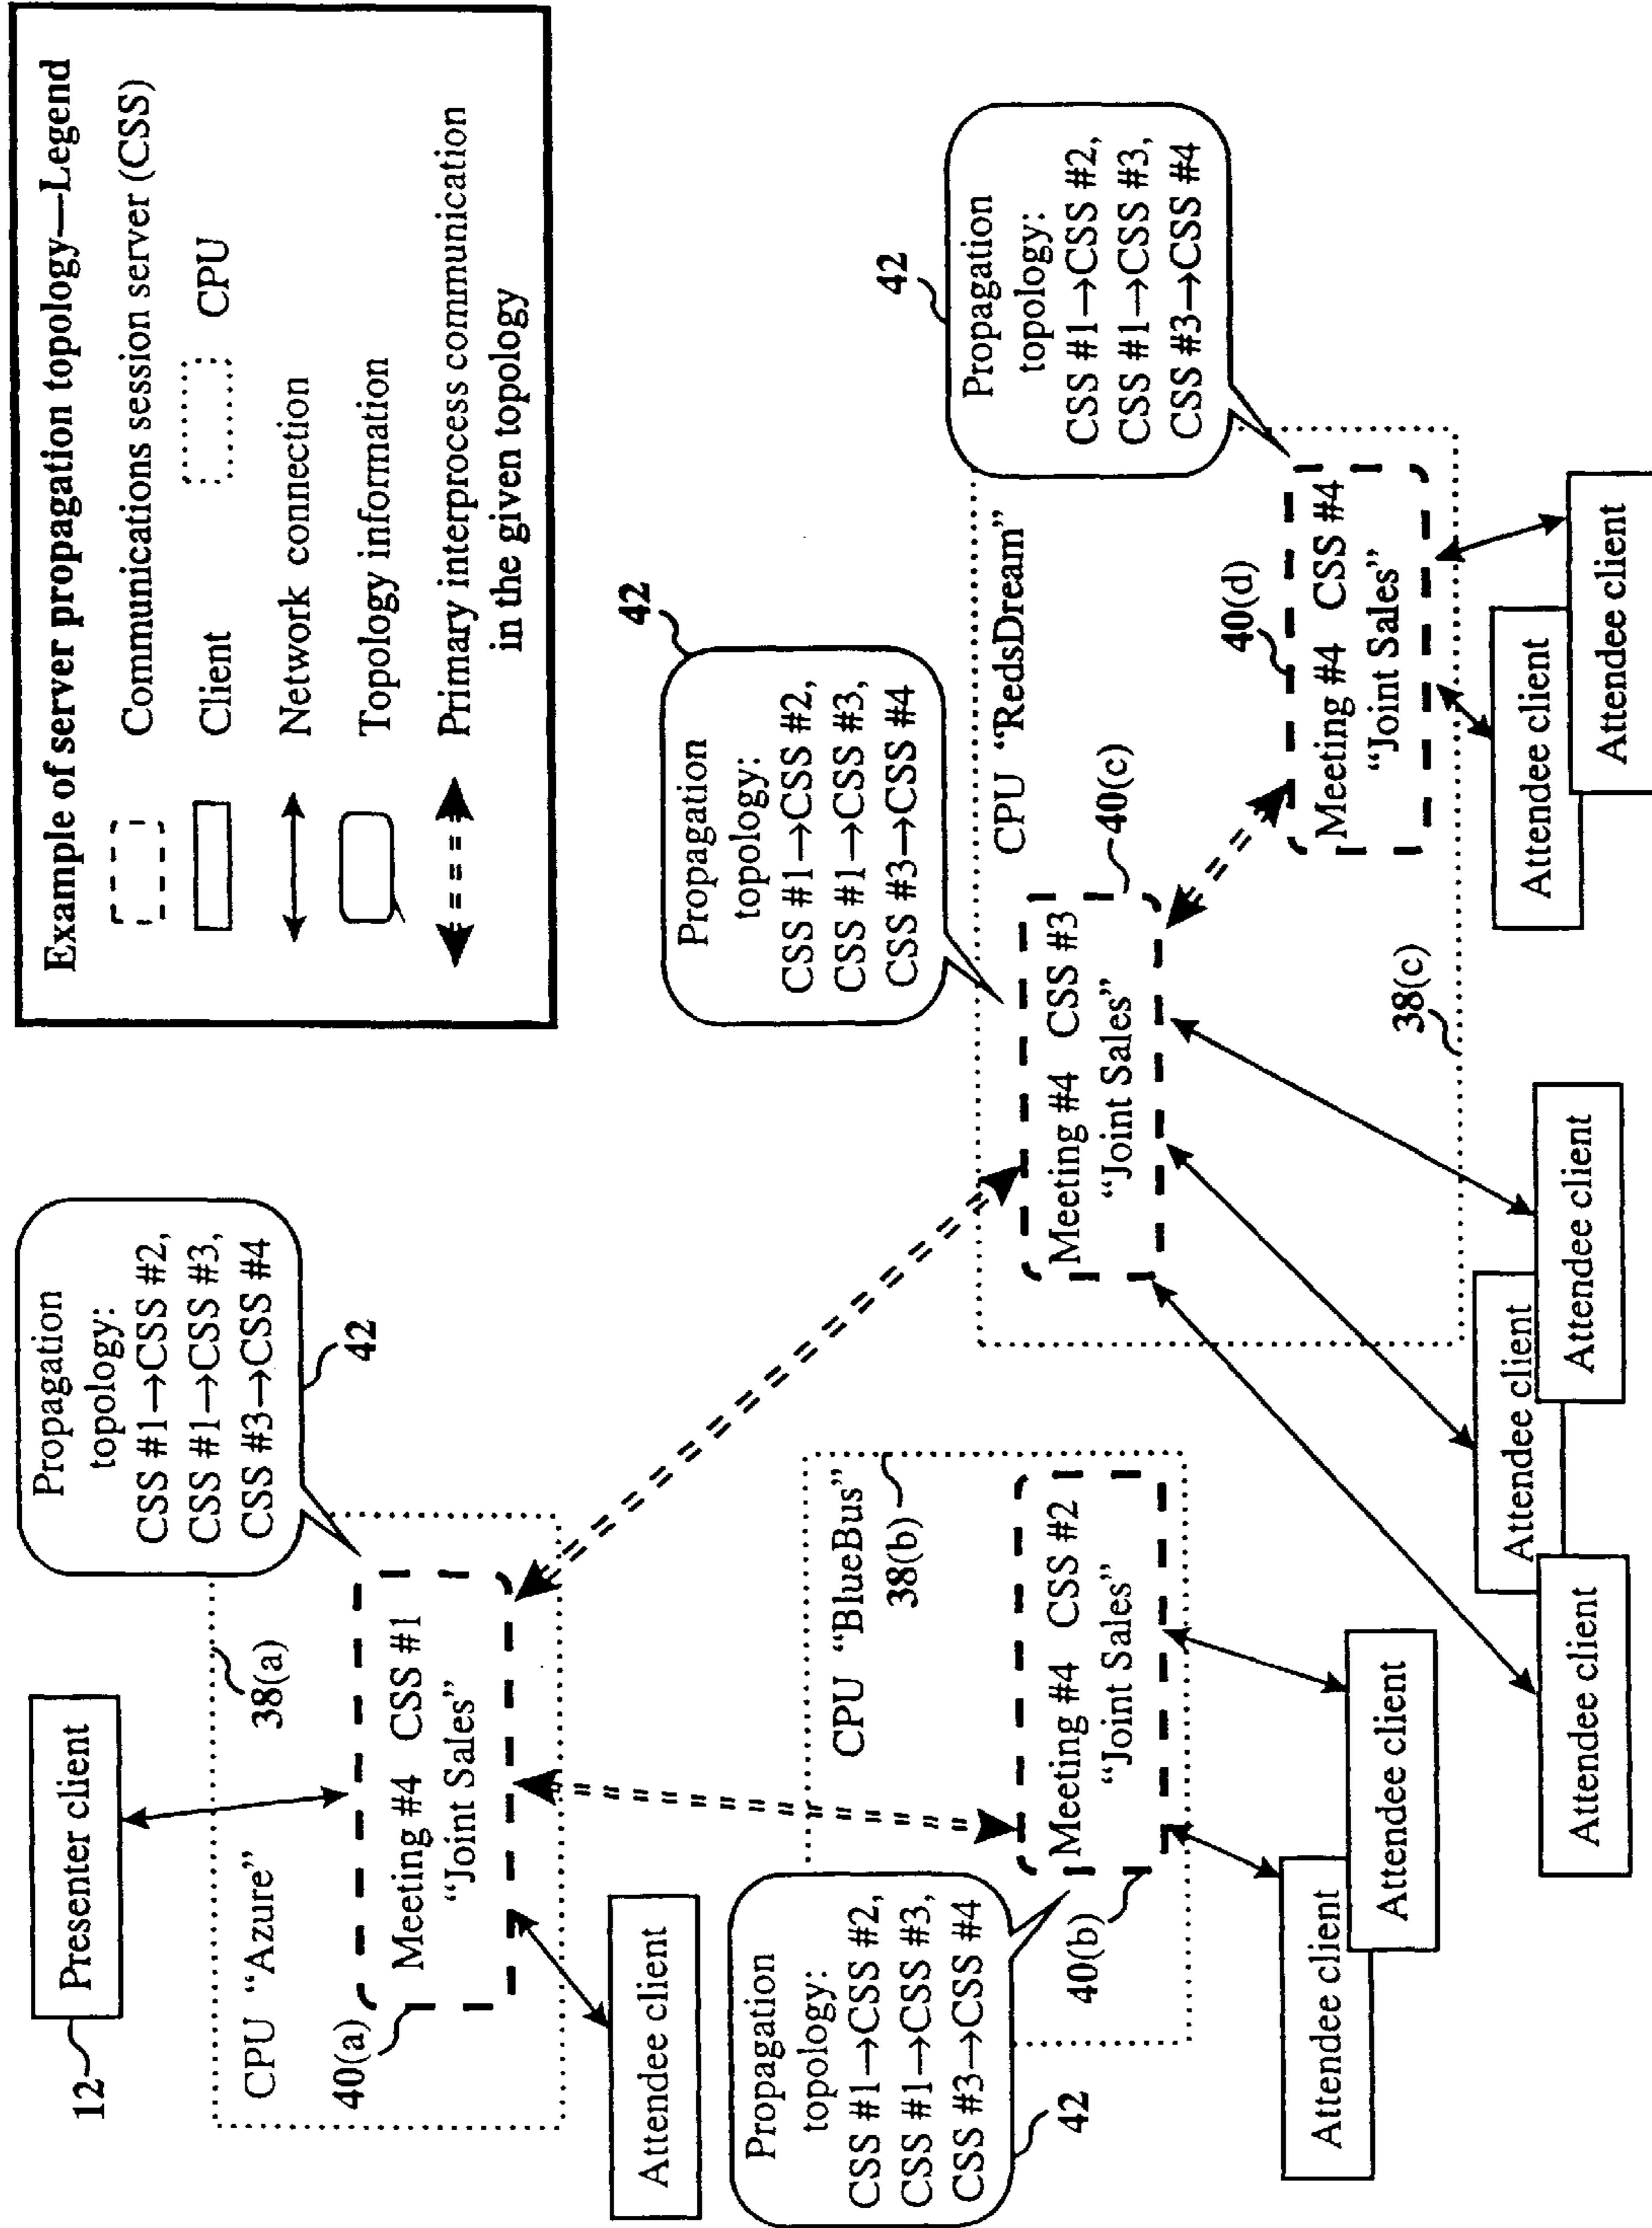 12
Presenter client
CPU “Azure”
38(a)
40(a)
Meeting #4 CSS #1
“Joint Sales”
Propagation
topology:
CSS #1→CSS #2,
CSS #1→CSS #3,
CSS #3→CSS #4
42
Attendee client
Example of server propagation topology—Legend
Communications session server (CSS)
Client
CPU
Network connection
Topology information
Primary interprocess communication
in the given topology
Propagation
topology:
CSS #1→CSS #2,
CSS #1→CSS #3,
CSS #3→CSS #4
42
CPU “BlueBus”
38(b)
Meeting #4 CSS #2
“Joint Sales”
40(b)
Attendee client
Attendee client
Propagation
topology:
CSS #1→CSS #2,
CSS #1→CSS #3,
CSS #3→CSS #4
42
CPU “RedsDream”
Meeting #4 CSS #3
“Joint Sales”
40(c)
38(c)
Attendee client
Attendee client
Attendee client
Propagation
topology:
CSS #1→CSS #2,
CSS #1→CSS #3,
CSS #3→CSS #4
42
40(d)
Meeting #4 CSS #4
“Joint Sales”
Attendee client
Attendee client